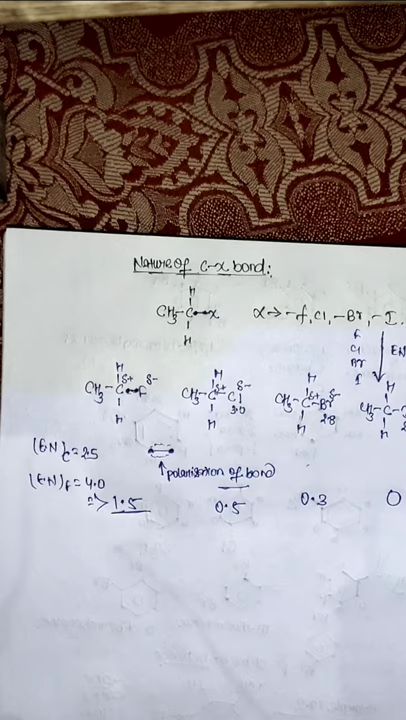 Nature of C-X bond:
H
CH3-C-X X→ -F, Cl, -Br, -I.
H
F
Cl EN
Br
I
H H H H
δ+ δ- δ+ δ- δ+ δ-
CH3-C-F CH3-C-Cl CH3-C-Br CH3-C-
3.0 2.8
H H H H
(EN)C = 2.5
↑polarisation of bond
(EN)F = 4.0
=> 1.5 0.5 0.3 0